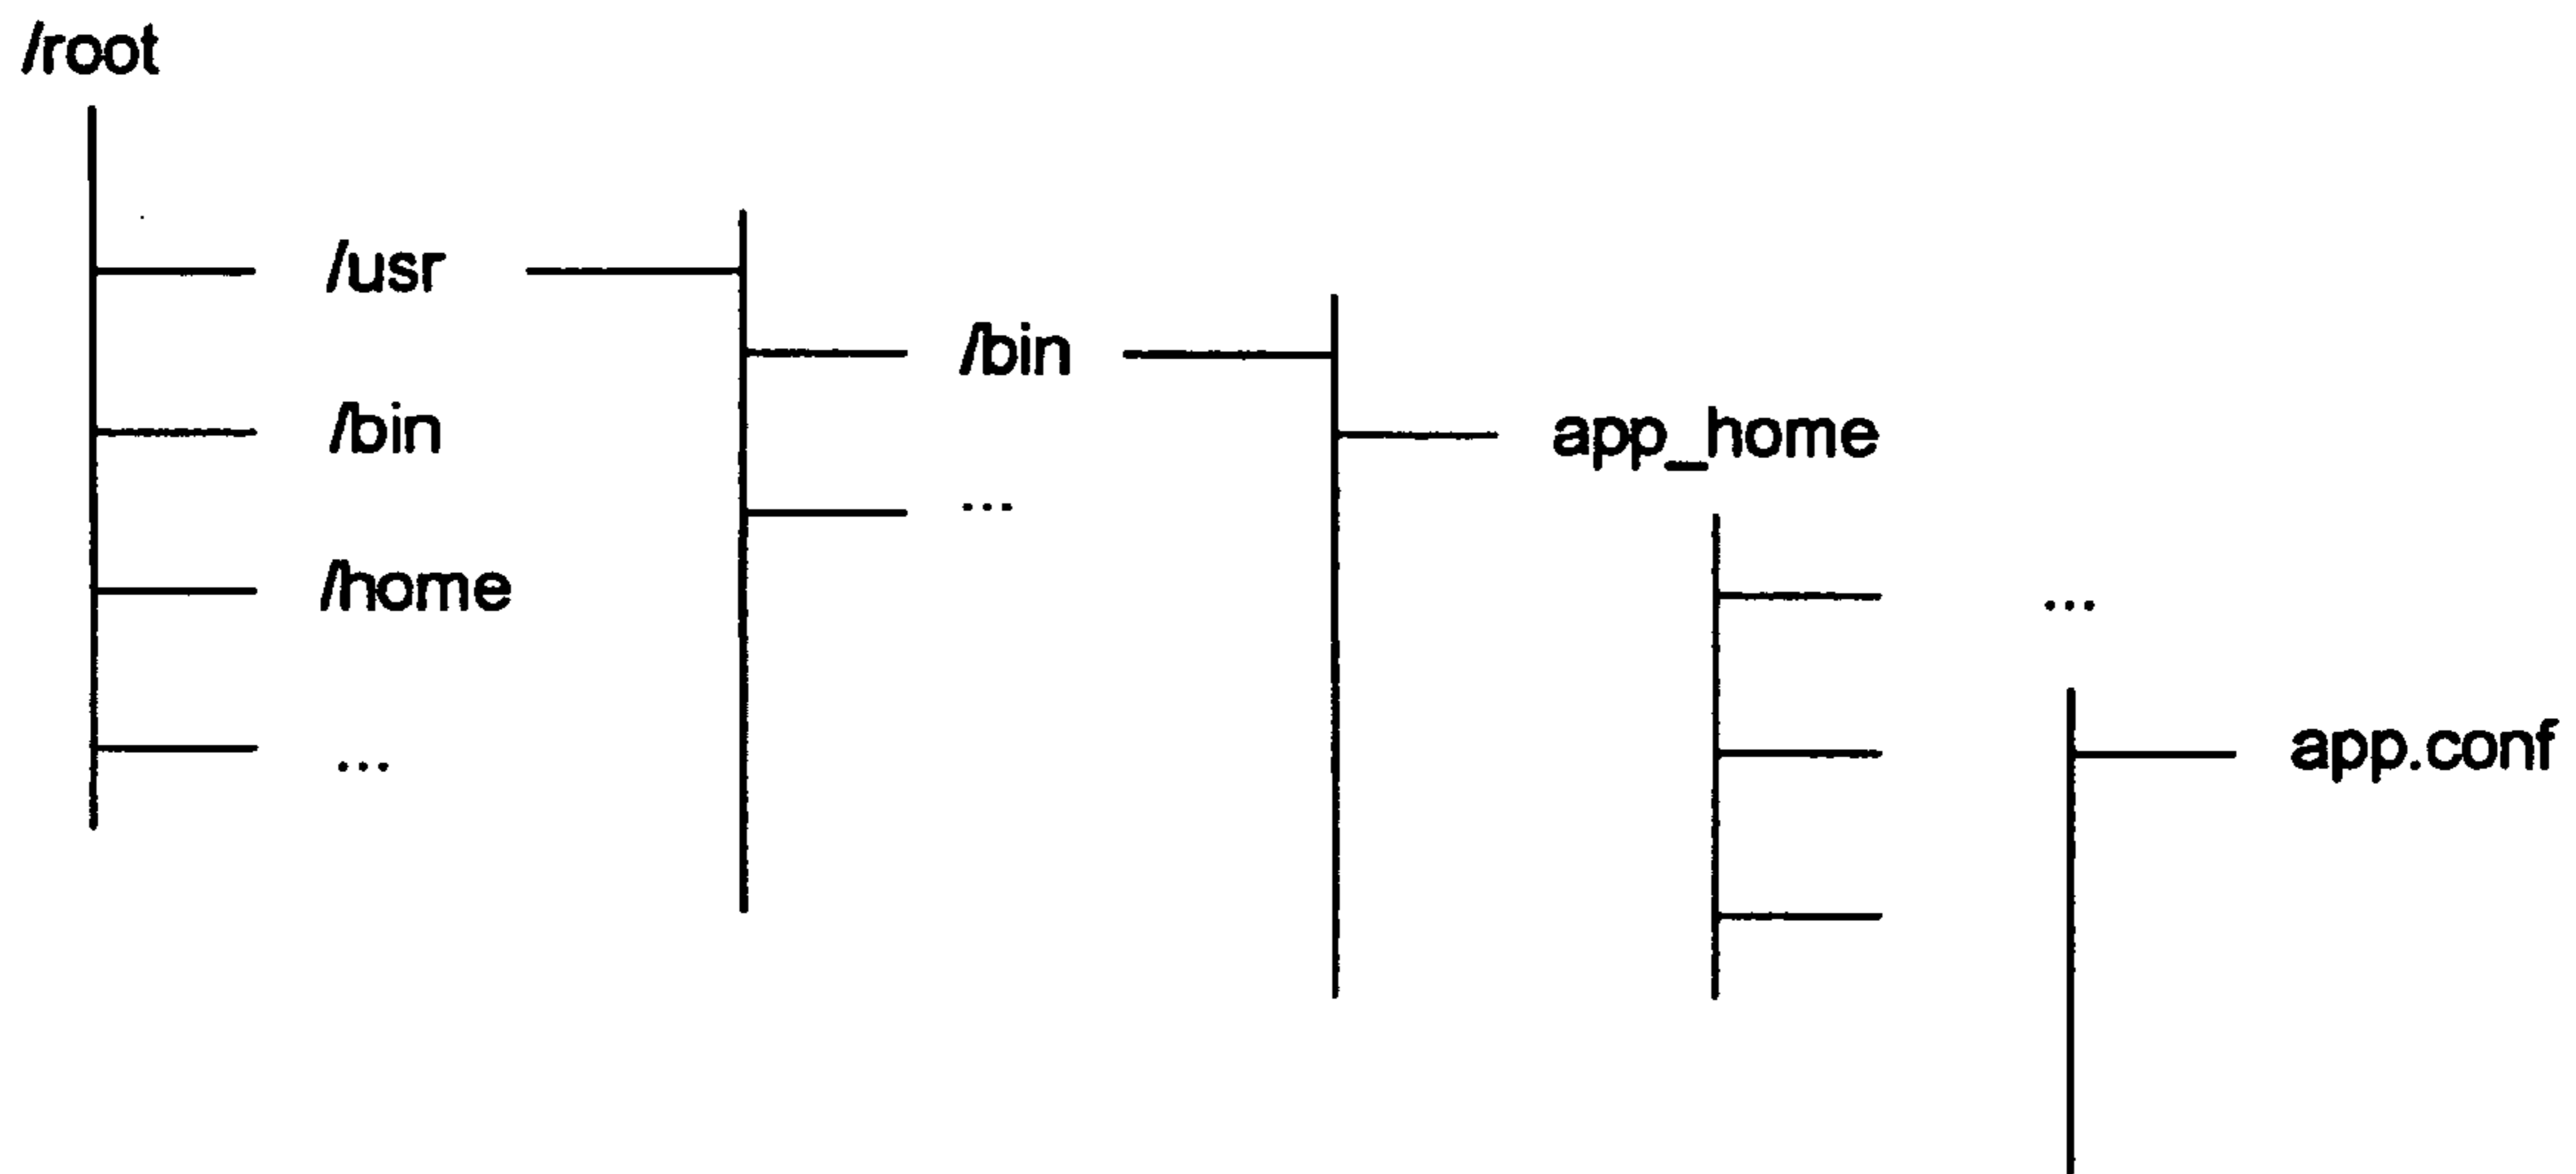 /root
/usr
/bin
app_home
/bin
...
/home
...
...
app.conf